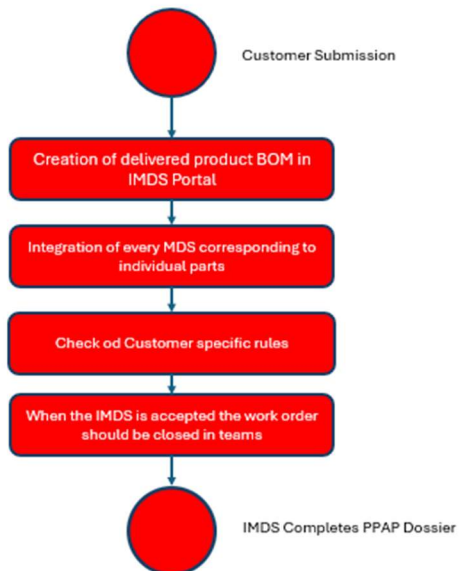 Customer Submission
Creation of delivered product BOM in
IMDS Portal
Integration of every MDS corresponding to
individual parts
Check od Customer specific rules
When the IMDS is accepted the work order
should be closed in teams
IMDS Completes PPAP Dossier